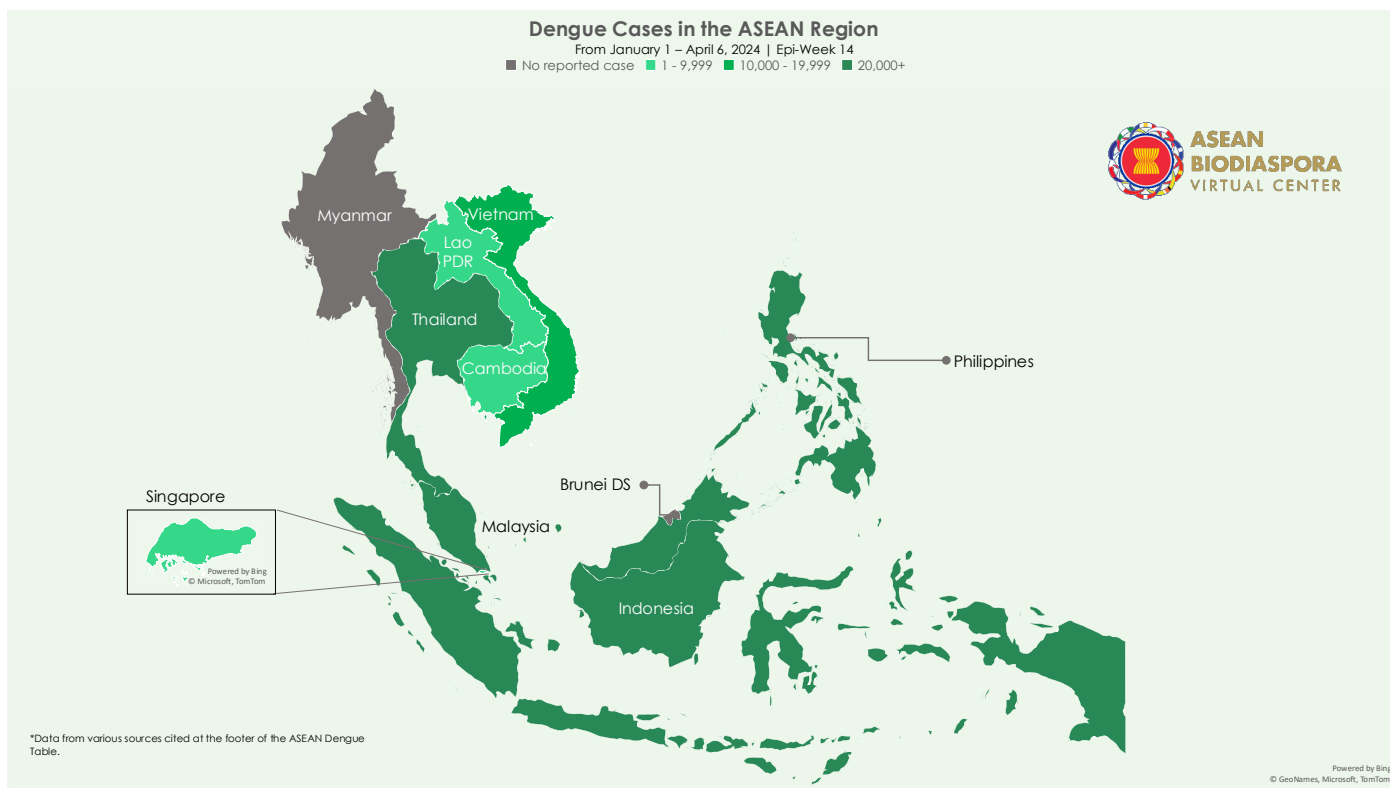 Dengue Cases in the ASEAN Region
From January 1 – April 6, 2024 | Epi-Week 14
No reported case 1 - 9,999 10,000 - 19,999 20,000+
ASEAN
BIODIASPORA
VIRTUAL CENTER
Myanmar
Vietnam
Lao
PDR
Thailand
Cambodia
Philippines
Brunei DS
Singapore
Malaysia
Powered by Bing
© Microsoft, TomTom
Indonesia
*Data from various sources cited at the footer of the ASEAN Dengue
Table.
Powered by Bing
© GeoNames, Microsoft, TomTom